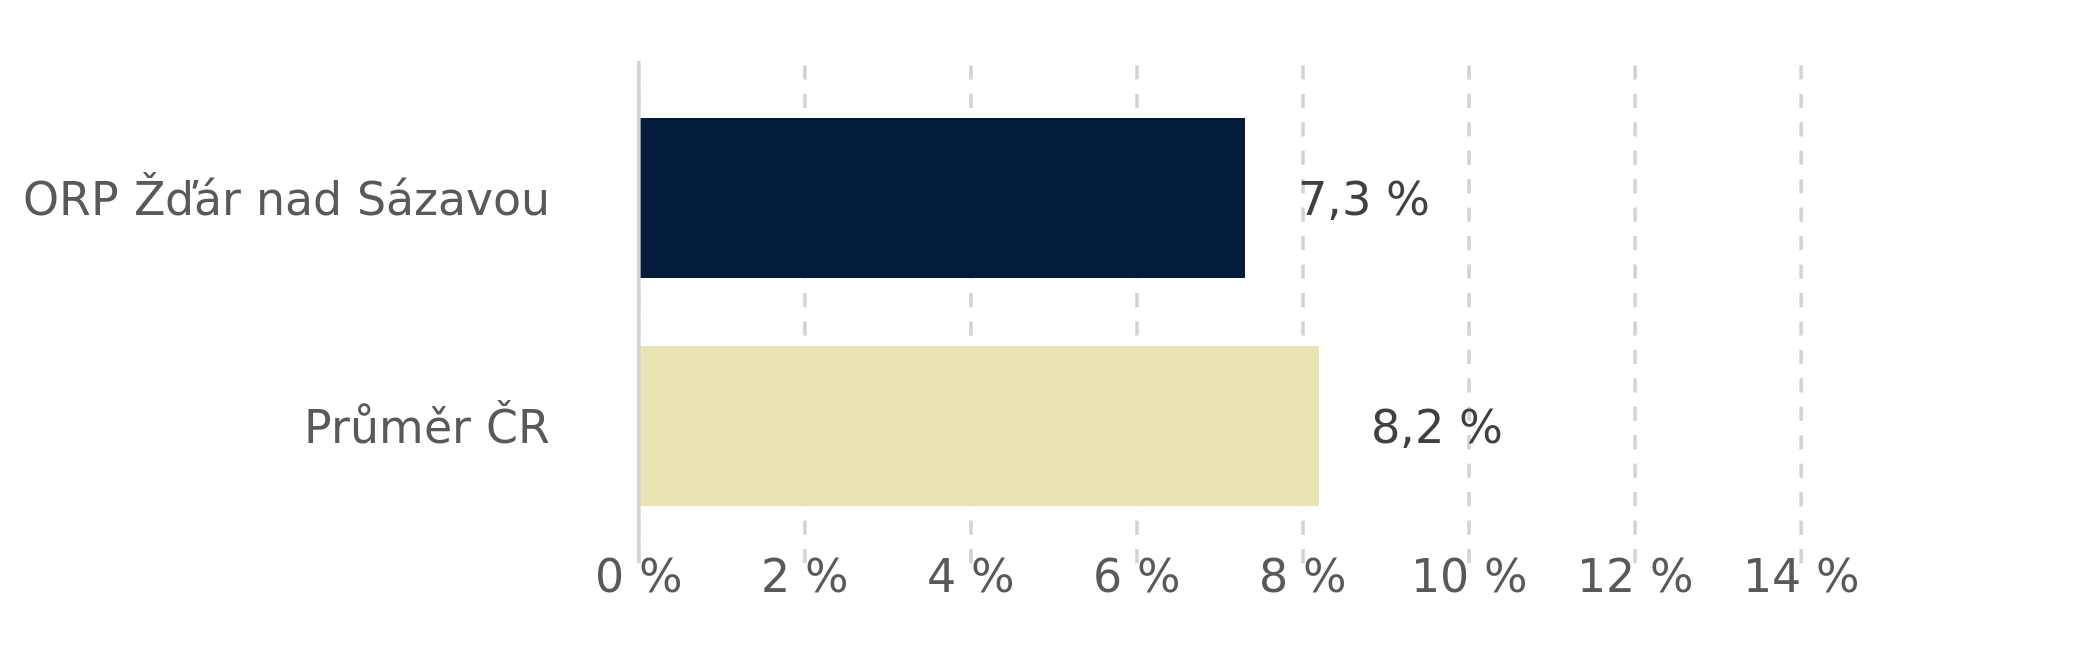 ORP Žďár nad Sázavou
7,3 %
Průměr ČR
8,2 %
0 % 2 % 4 % 6 % 8 % 10 % 12 % 14 %